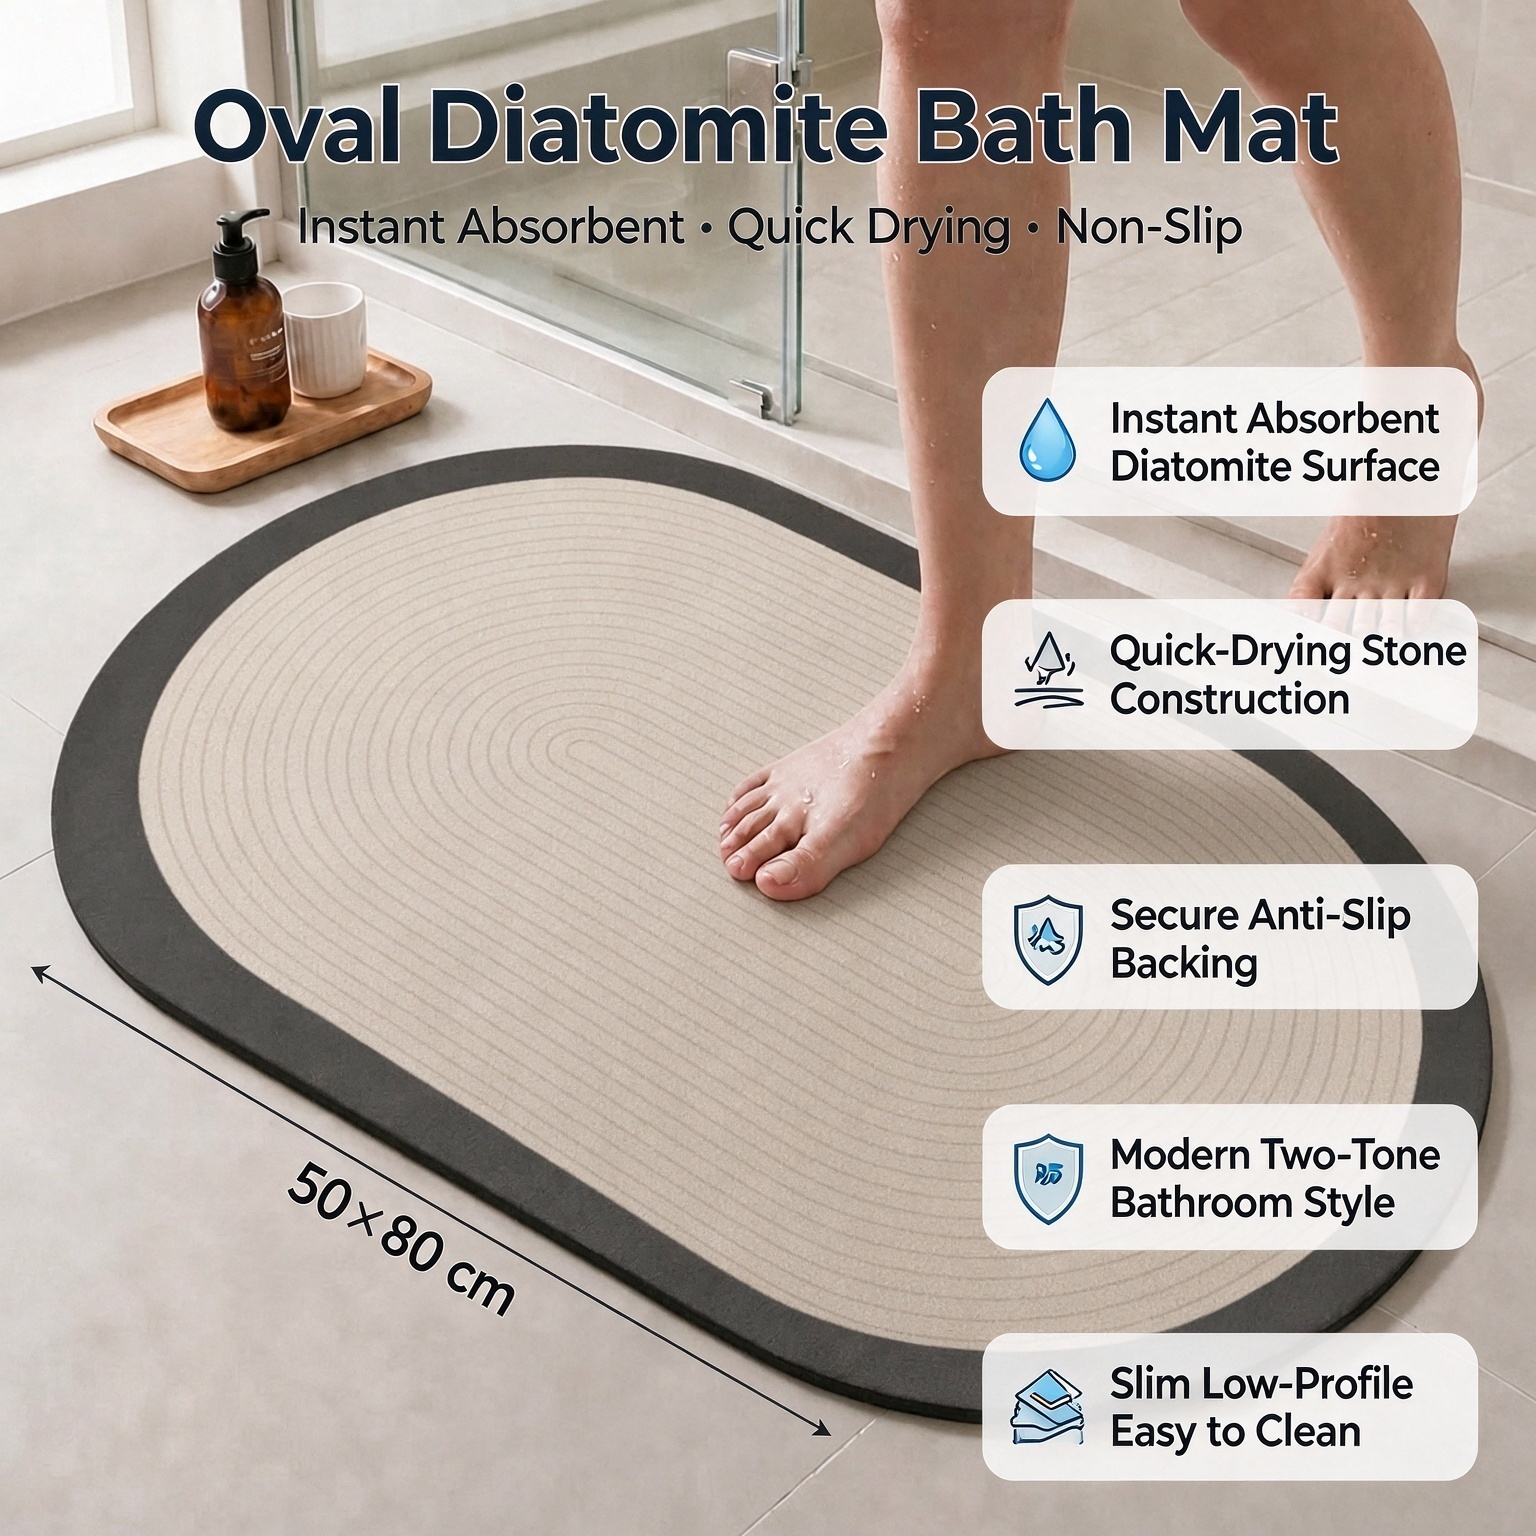 Oval Diatomite Bath Mat
Instant Absorbent • Quick Drying • Non-Slip
Instant Absorbent
Diatomite Surface
Quick-Drying Stone
Construction
Secure Anti-Slip
Backing
Modern Two-Tone
Bathroom Style
50×80 cm
Slim Low-Profile
Easy to Clean